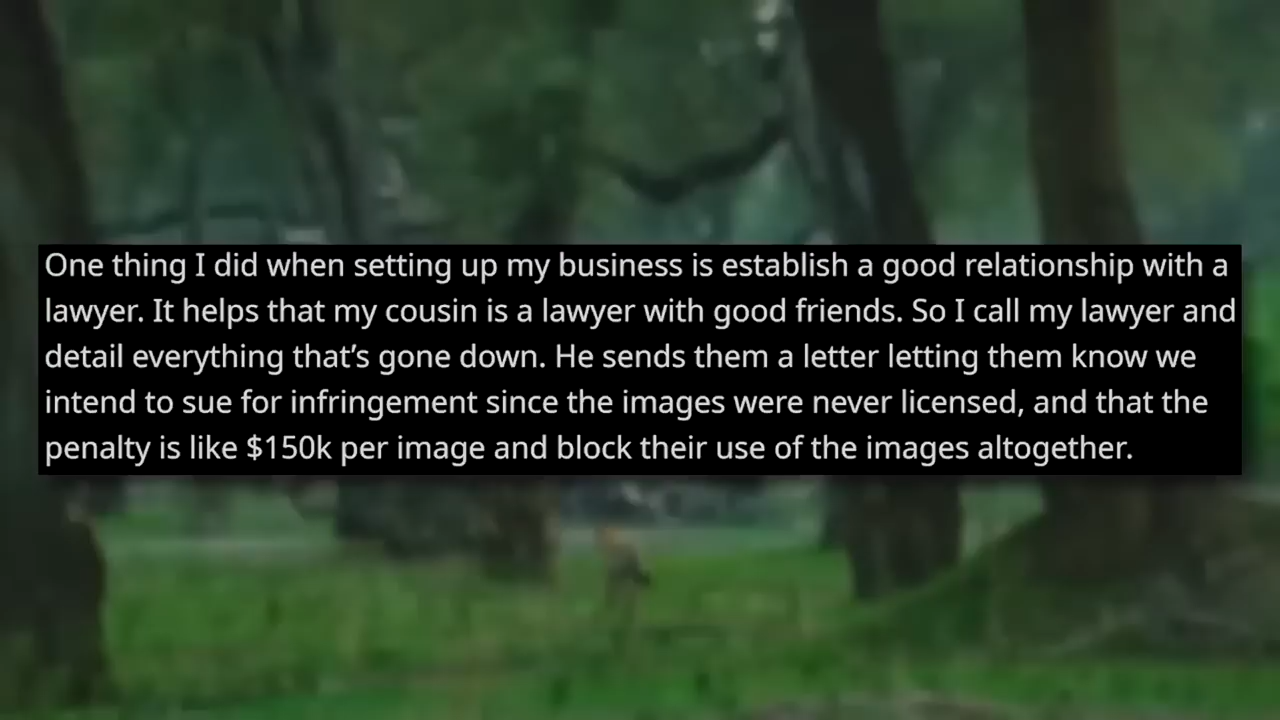 One thing I did when setting up my business is establish a good relationship with a
lawyer. It helps that my cousin is a lawyer with good friends. So I call my lawyer and
detail everything that’s gone down. He sends them a letter letting them know we
intend to sue for infringement since the images were never licensed, and that the
penalty is like $150k per image and block their use of the images altogether.